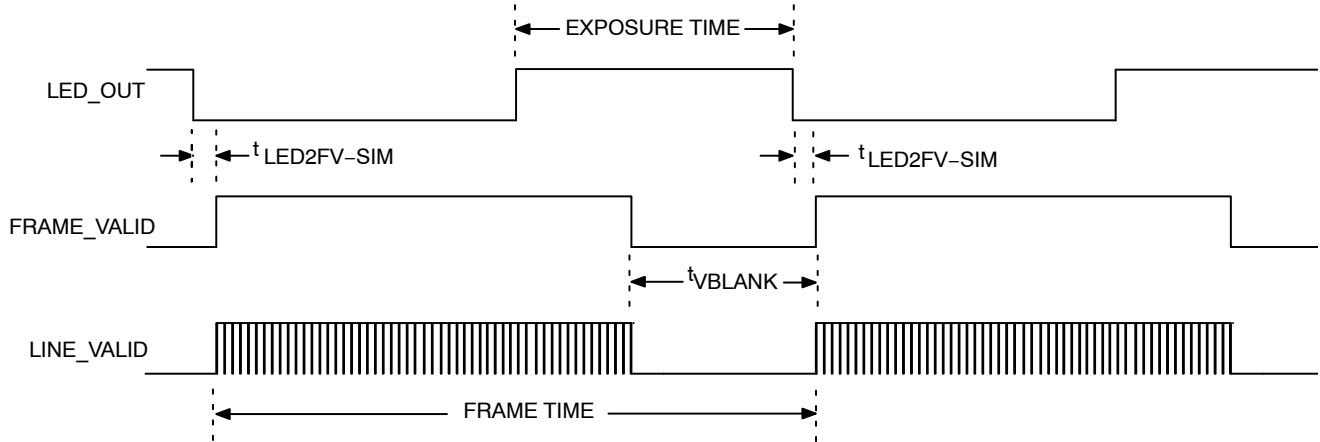 EXPOSURE TIME
LED_OUT
tLED2FV–SIM
tLED2FV–SIM
FRAME_VALID
tVBLANK
LINE_VALID
FRAME TIME